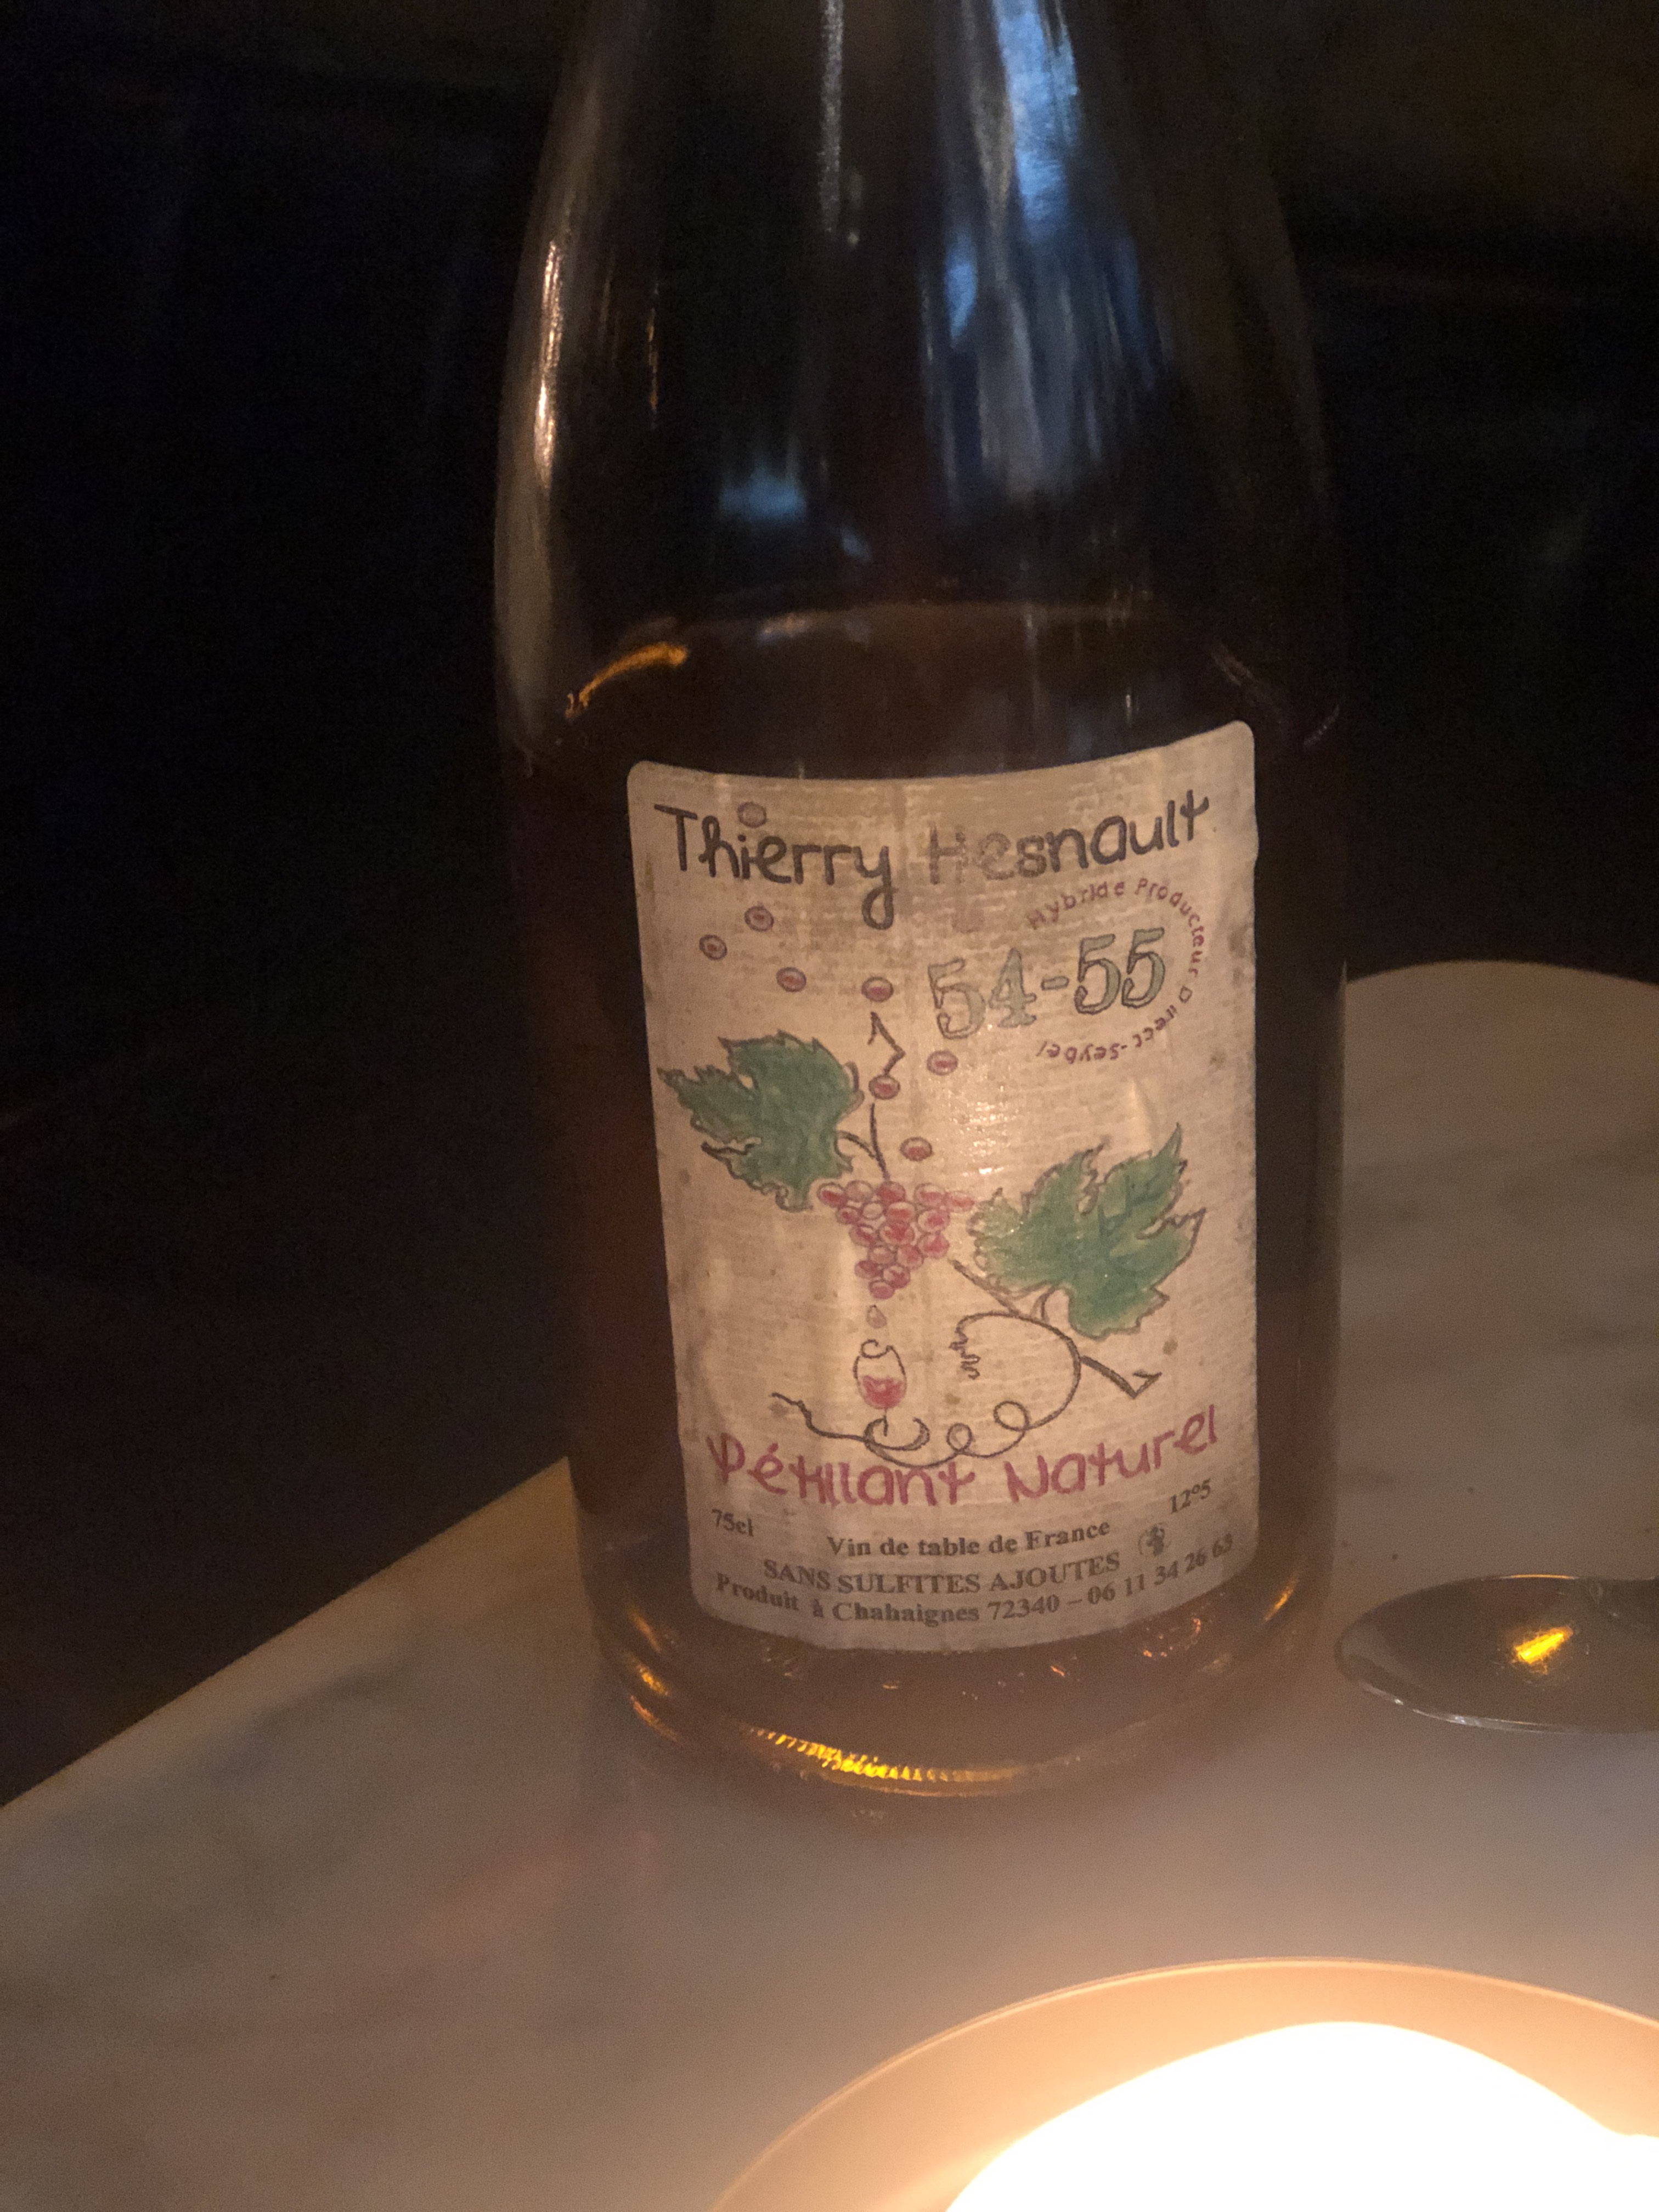 Thierry Hesnault
Hybride Producteur Direct-Seybel
54-55
Pétillant Naturel
75cl
12°5
Vin de table de France
SANS SULFITES AJOUTES
Produit à Chahaignes 72340 – 06 11 34 26 63